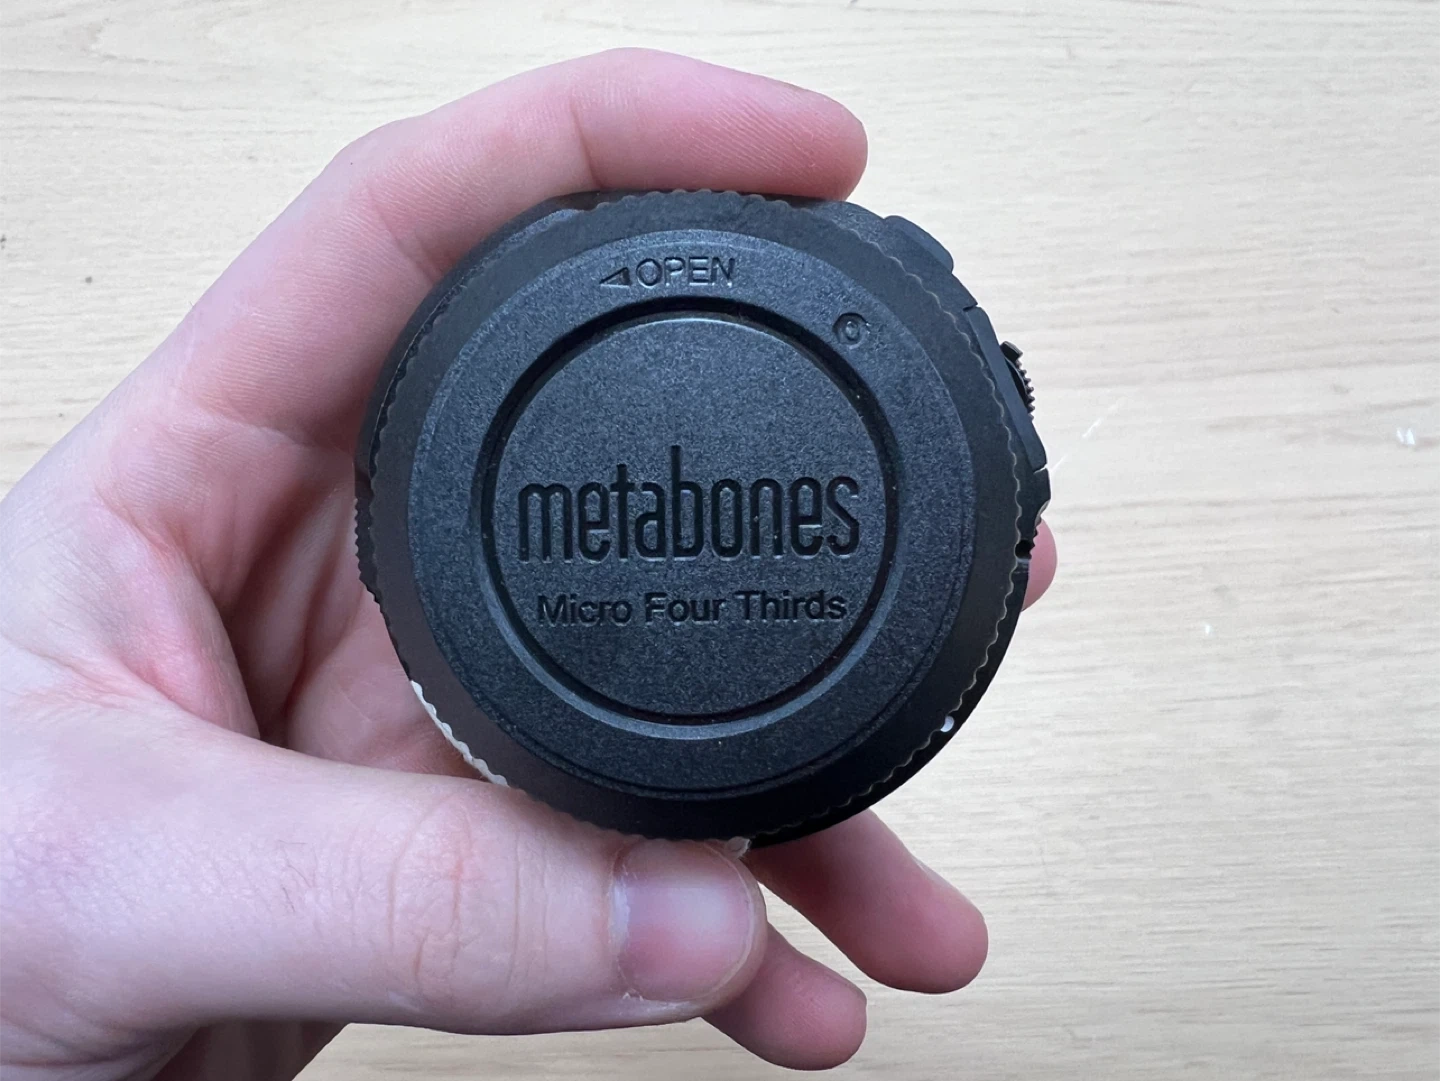 ◁OPEN
metabones
Micro Four Thirds